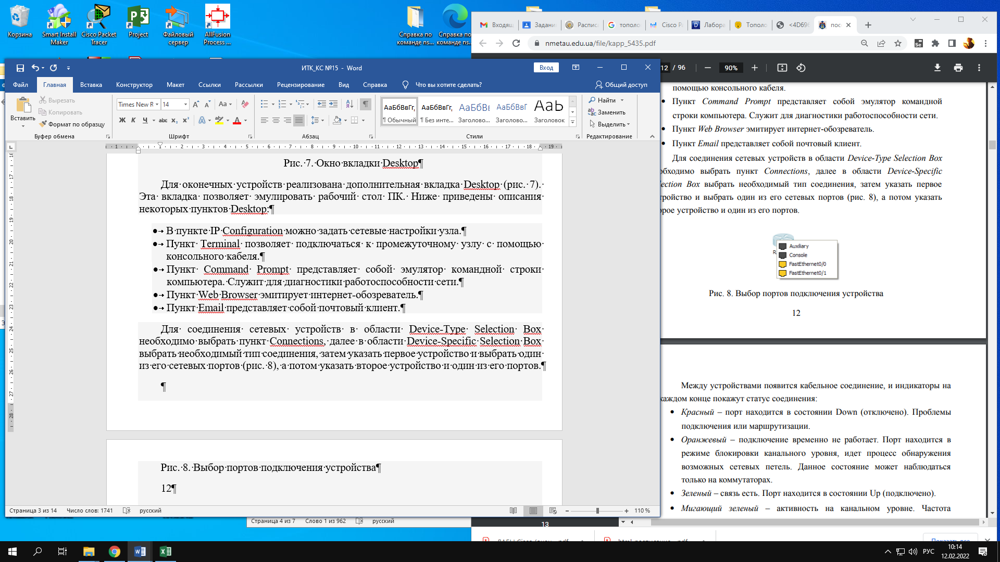 Корзина
Smart Install Maker
Cisco Packet Tracer
Project
Файловый сервер
AllFusion Process ...
Справка по команде ns...
Справка по команде ns...
Входящ
Задани
Распис
тополо
Cisco P
Лабора
Тополо
<4D696
пос
nmetau.edu.ua/file/kapp_5435.pdf
12 / 96
90%
ИТК_КС №15 - Word
Вход
Файл
Главная
Вставка
Конструктор
Макет
Ссылки
Рассылки
Рецензирование
Вид
Справка
Что вы хотите сделать?
Общий доступ
Вставить
Вырезать
Копировать
Формат по образцу
Буфер обмена
Times New R
14
Шрифт
Абзац
АаБбВвГг,
¶ Обычный
АаБбВвГг,
¶ Без инте...
АаБбВв
Заголово...
АаБбВвГ
Заголово...
АаЬ
Заголовок
Стили
Найти
Заменить
Выделить
Редактирование
Рис. 7. Окно вкладки Desktop¶
Для оконечных устройств реализована дополнительная вкладка Desktop (рис. 7).
Эта вкладка позволяет эмулировать рабочий стол ПК. Ниже приведены описания
некоторых пунктов Desktop:¶
• В пункте IP Configuration можно задать сетевые настройки узла.¶
• Пункт Terminal позволяет подключаться к промежуточному узлу с помощью
консольного кабеля.¶
• Пункт Command Prompt представляет собой эмулятор командной строки
компьютера. Служит для диагностики работоспособности сети.¶
• Пункт Web Browser эмитирует интернет-обозреватель.¶
• Пункт Email представляет собой почтовый клиент.¶
Для соединения сетевых устройств в области Device-Type Selection Box
необходимо выбрать пункт Connections, далее в области Device-Specific Selection Box
выбрать необходимый тип соединения, затем указать первое устройство и выбрать один
из его сетевых портов (рис. 8), а потом указать второе устройство и один из его портов.¶
¶
Рис. 8. Выбор портов подключения устройства¶
12¶
Страница 3 из 14
Число слов: 1741
русский
110 %
Страница 4 из 7
Слово 1 из 962
русский
помощью консольного кабеля.
• Пункт Command Prompt представляет собой эмулятор командной
строки компьютера. Служит для диагностики работоспособности сети.
• Пункт Web Browser эмитирует интернет-обозреватель.
• Пункт Email представляет собой почтовый клиент.
Для соединения сетевых устройств в области Device-Type Selection Box
обходимо выбрать пункт Connections, далее в области Device-Specific
lection Box выбрать необходимый тип соединения, затем указать первое
тройство и выбрать один из его сетевых портов (рис. 8), а потом указать
орое устройство и один из его портов.
R
Auxiliary
Console
FastEthernet0/0
FastEthernet0/1
Рис. 8. Выбор портов подключения устройства
12
Между устройствами появится кабельное соединение, и индикаторы на
каждом конце покажут статус соединения:
• Красный – порт находится в состоянии Down (отключено). Проблемы
подключения или маршрутизации.
• Оранжевый – подключение временно не работает. Порт находится в
режиме блокировки канального уровня, идет процесс обнаружения
возможных сетевых петель. Данное состояние может наблюдаться
только на коммутаторах.
• Зеленый – связь есть. Порт находится в состоянии Up (подключено).
• Мигающий зеленый – активность на канальном уровне. Частота
13
Показать все
РУС
10:14
12.02.2022